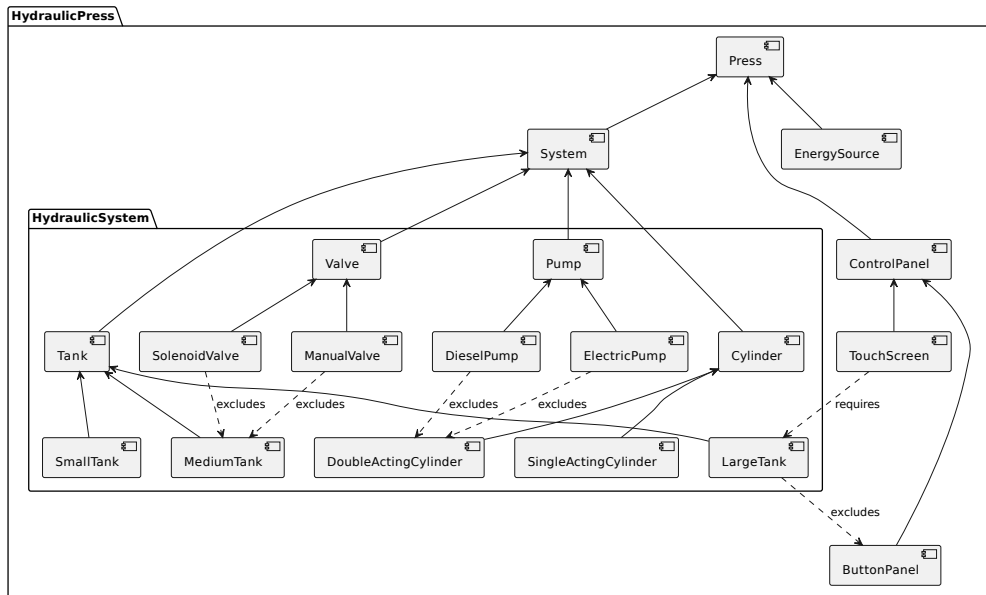 HydraulicPress
Press
System
EnergySource
HydraulicSystem
Valve
Pump
ControlPanel
Tank
SolenoidValve
ManualValve
DieselPump
ElectricPump
Cylinder
TouchScreen
excludes
excludes
excludes
excludes
requires
SmallTank
MediumTank
DoubleActingCylinder
SingleActingCylinder
LargeTank
excludes
ButtonPanel